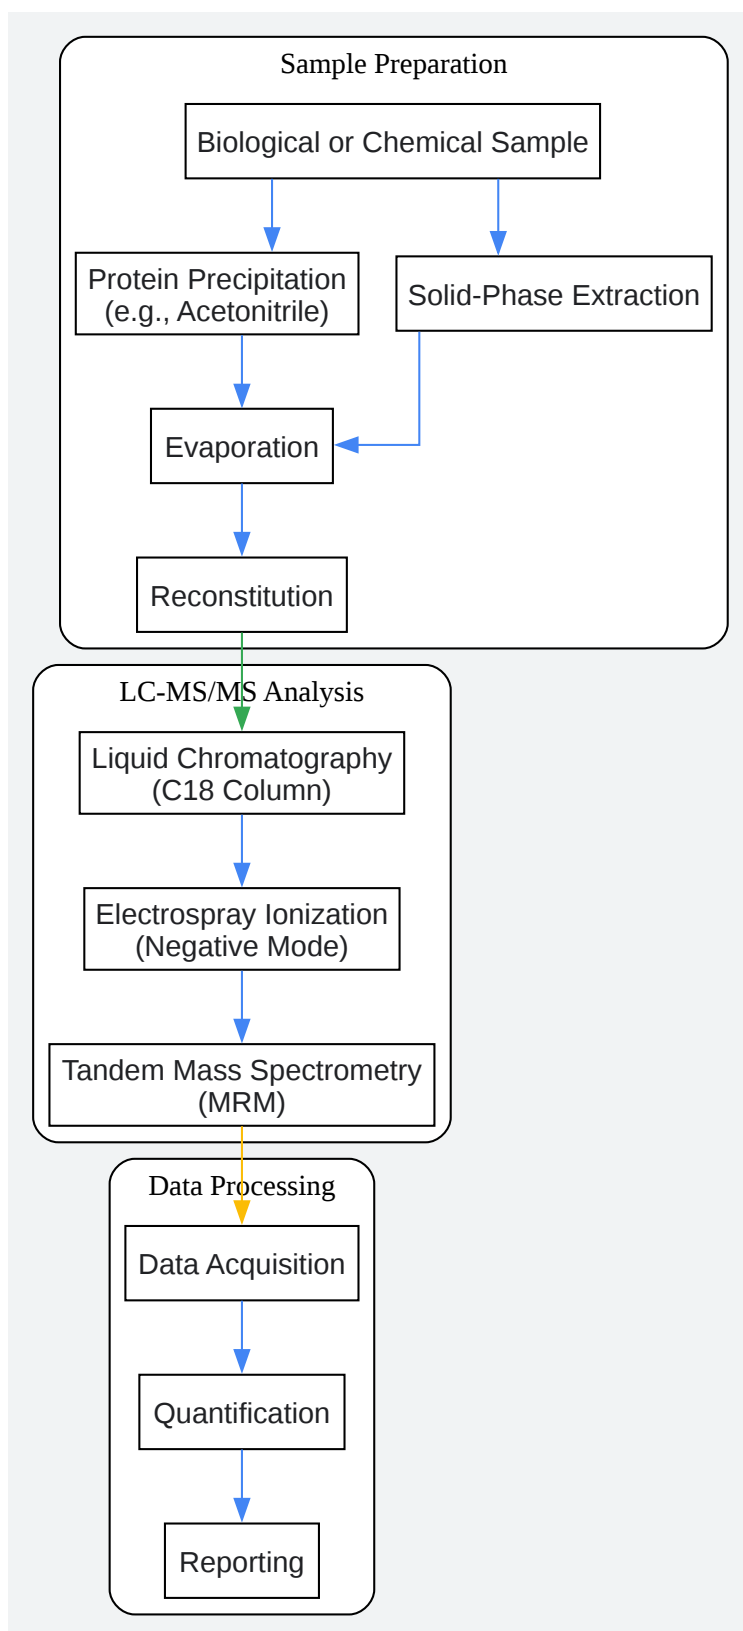 Sample Preparation
Biological or Chemical Sample
Protein Precipitation
(e.g., Acetonitrile)
Solid-Phase Extraction
Evaporation
Reconstitution
LC-MS/MS Analysis
Liquid Chromatography
(C18 Column)
Electrospray Ionization
(Negative Mode)
Tandem Mass Spectrometry
(MRM)
Data Processing
Data Acquisition
Quantification
Reporting